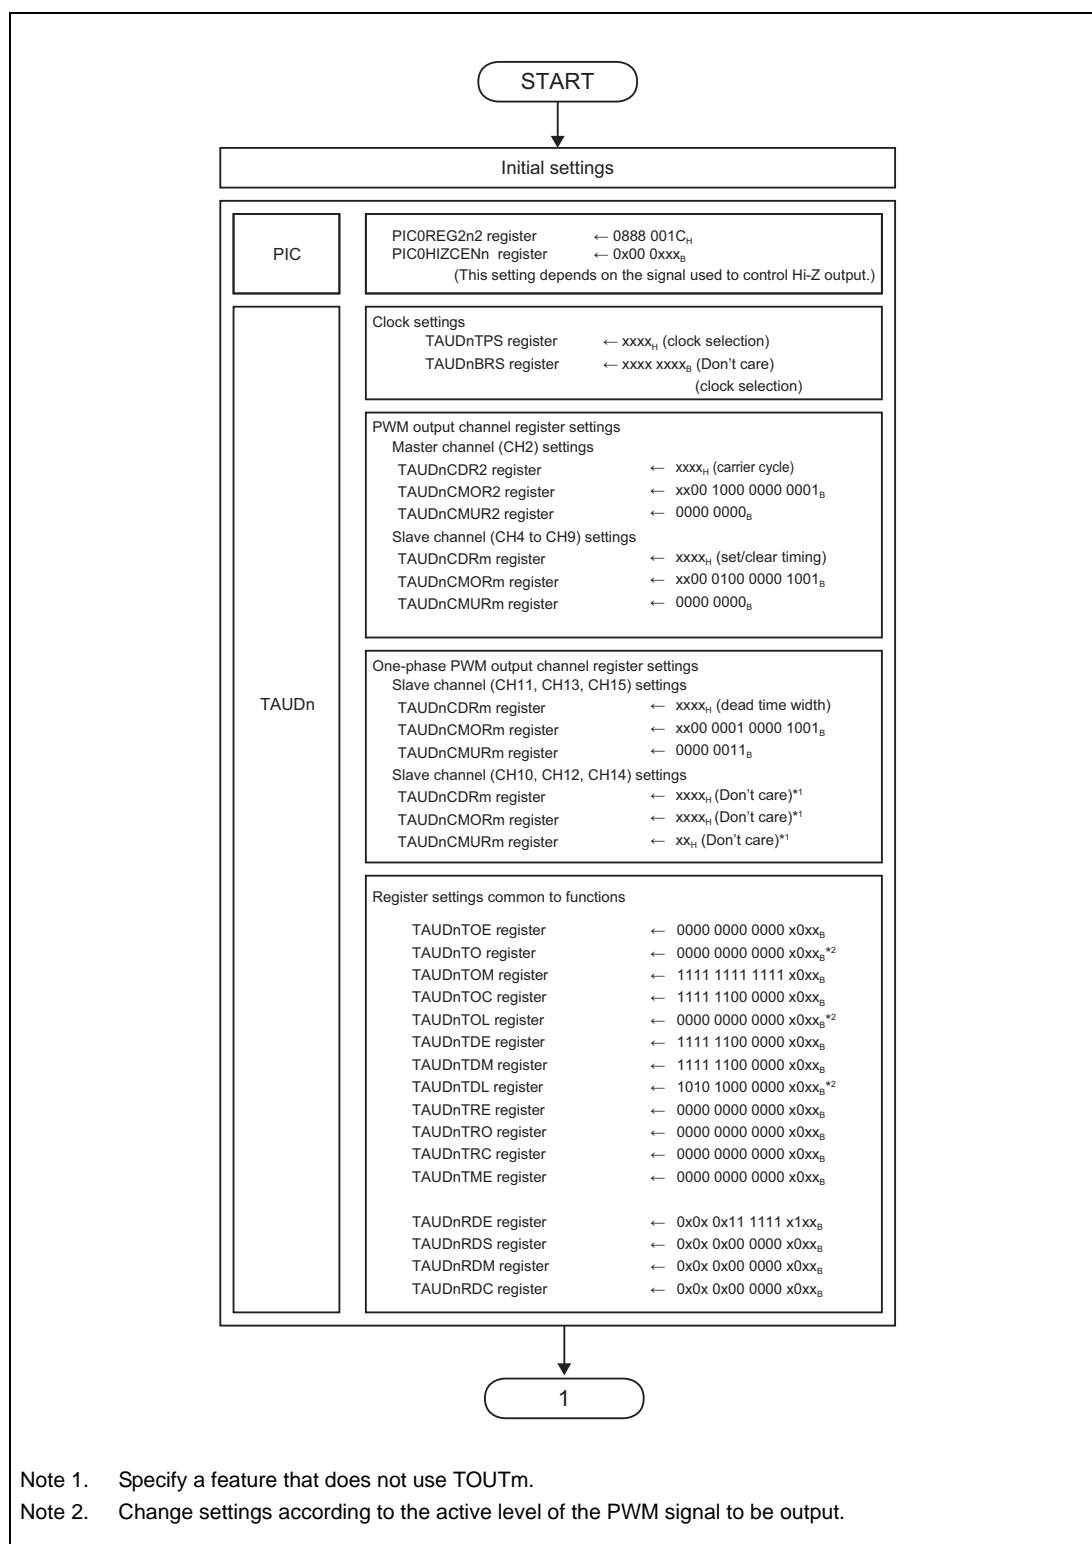 START
Initial settings
PIC
PIC0REG2n2 register ← 0888 001CH
PIC0HIZCENn register ← 0x00 0xxxB
(This setting depends on the signal used to control Hi-Z output.)
TAUDn
Clock settings
TAUDnTPS register ← xxxxH (clock selection)
TAUDnBRS register ← xxxx xxxxB (Don't care)
(clock selection)
PWM output channel register settings
Master channel (CH2) settings
TAUDnCDR2 register ← xxxxH (carrier cycle)
TAUDnCMOR2 register ← xx00 1000 0000 0001B
TAUDnCMUR2 register ← 0000 0000B
Slave channel (CH4 to CH9) settings
TAUDnCDRm register ← xxxxH (set/clear timing)
TAUDnCMORm register ← xx00 0100 0000 1001B
TAUDnCMURm register ← 0000 0000B
One-phase PWM output channel register settings
Slave channel (CH11, CH13, CH15) settings
TAUDnCDRm register ← xxxxH (dead time width)
TAUDnCMORm register ← xx00 0001 0000 1001B
TAUDnCMURm register ← 0000 0011B
Slave channel (CH10, CH12, CH14) settings
TAUDnCDRm register ← xxxxH (Don't care)*1
TAUDnCMORm register ← xxxxH (Don't care)*1
TAUDnCMURm register ← xxH (Don't care)*1
Register settings common to functions
TAUDnTOE register ← 0000 0000 0000 x0xxB
TAUDnTO register ← 0000 0000 0000 x0xxB*2
TAUDnTOM register ← 1111 1111 1111 x0xxB
TAUDnTOC register ← 1111 1100 0000 x0xxB
TAUDnTOL register ← 0000 0000 0000 x0xxB*2
TAUDnTDE register ← 1111 1100 0000 x0xxB
TAUDnTDM register ← 1111 1100 0000 x0xxB
TAUDnTDL register ← 1010 1000 0000 x0xxB*2
TAUDnTRE register ← 0000 0000 0000 x0xxB
TAUDnTRO register ← 0000 0000 0000 x0xxB
TAUDnTRC register ← 0000 0000 0000 x0xxB
TAUDnTME register ← 0000 0000 0000 x0xxB
TAUDnRDE register ← 0x0x 0x11 1111 x1xxB
TAUDnRDS register ← 0x0x 0x00 0000 x0xxB
TAUDnRDM register ← 0x0x 0x00 0000 x0xxB
TAUDnRDC register ← 0x0x 0x00 0000 x0xxB
1
Note 1. Specify a feature that does not use TOUTm.
Note 2. Change settings according to the active level of the PWM signal to be output.